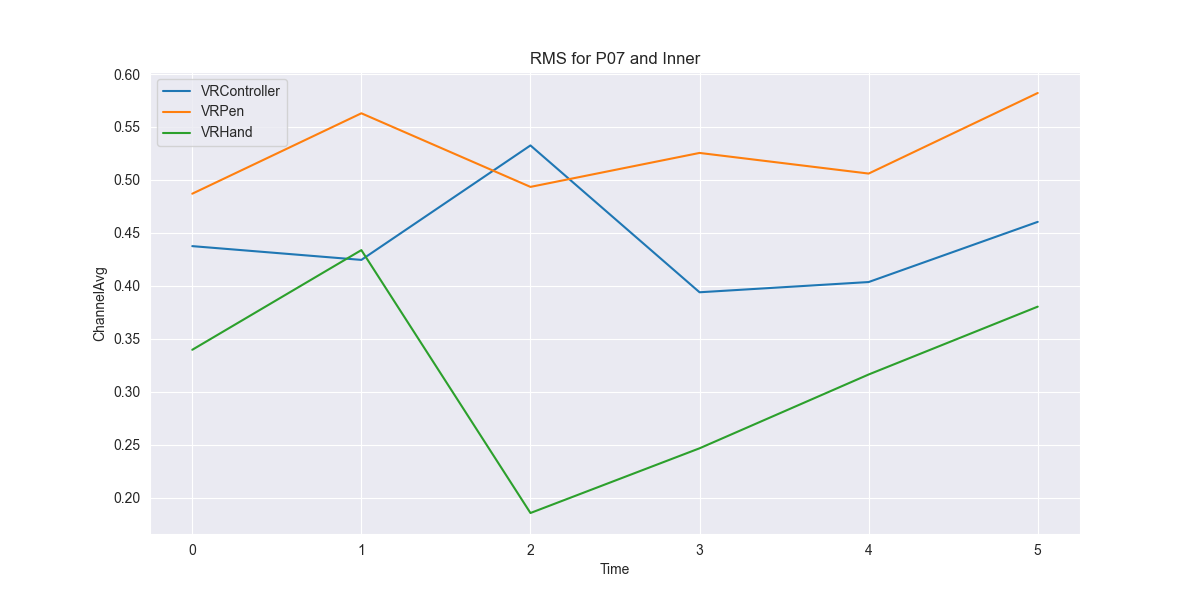 RMS for P07 and Inner
VRController
VRPen
VRHand
0.60
0.55
0.50
0.45
0.40
0.35
0.30
0.25
0.20
ChannelAvg
0 1 2 3 4 5
Time